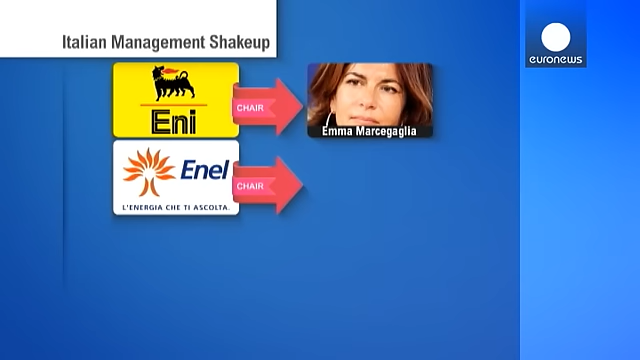 Italian Management Shakeup
euronews
Eni
CHAIR
Emma Marcegaglia
Enel
L'ENERGIA CHE TI ASCOLTA.
CHAIR